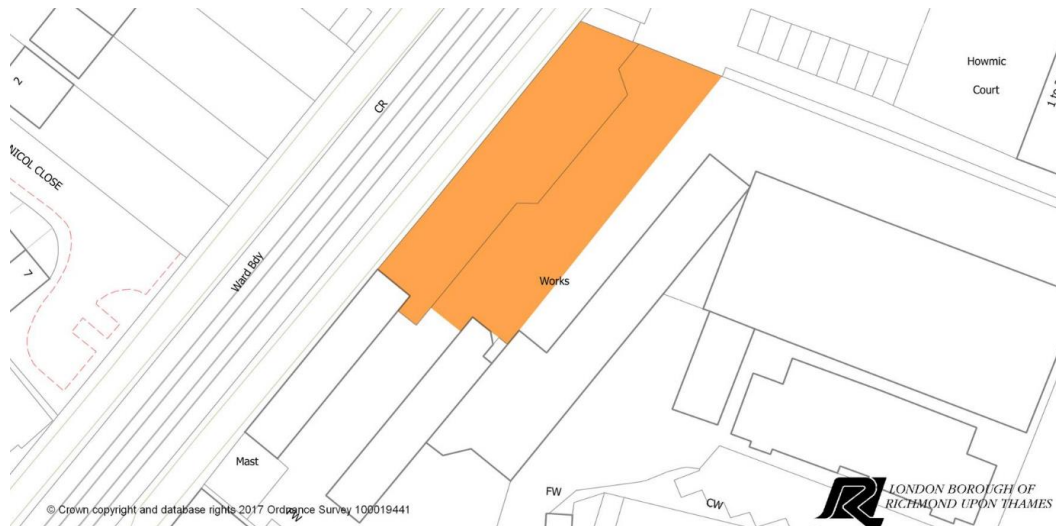 Howmic
Court
2
CR
NICOL CLOSE
Ward Bdy
7
Works
Mast
FW
CW
© Crown copyright and database rights 2017 Ordnance Survey 100019441
LONDON BOROUGH OF
RICHMOND UPON THAMES